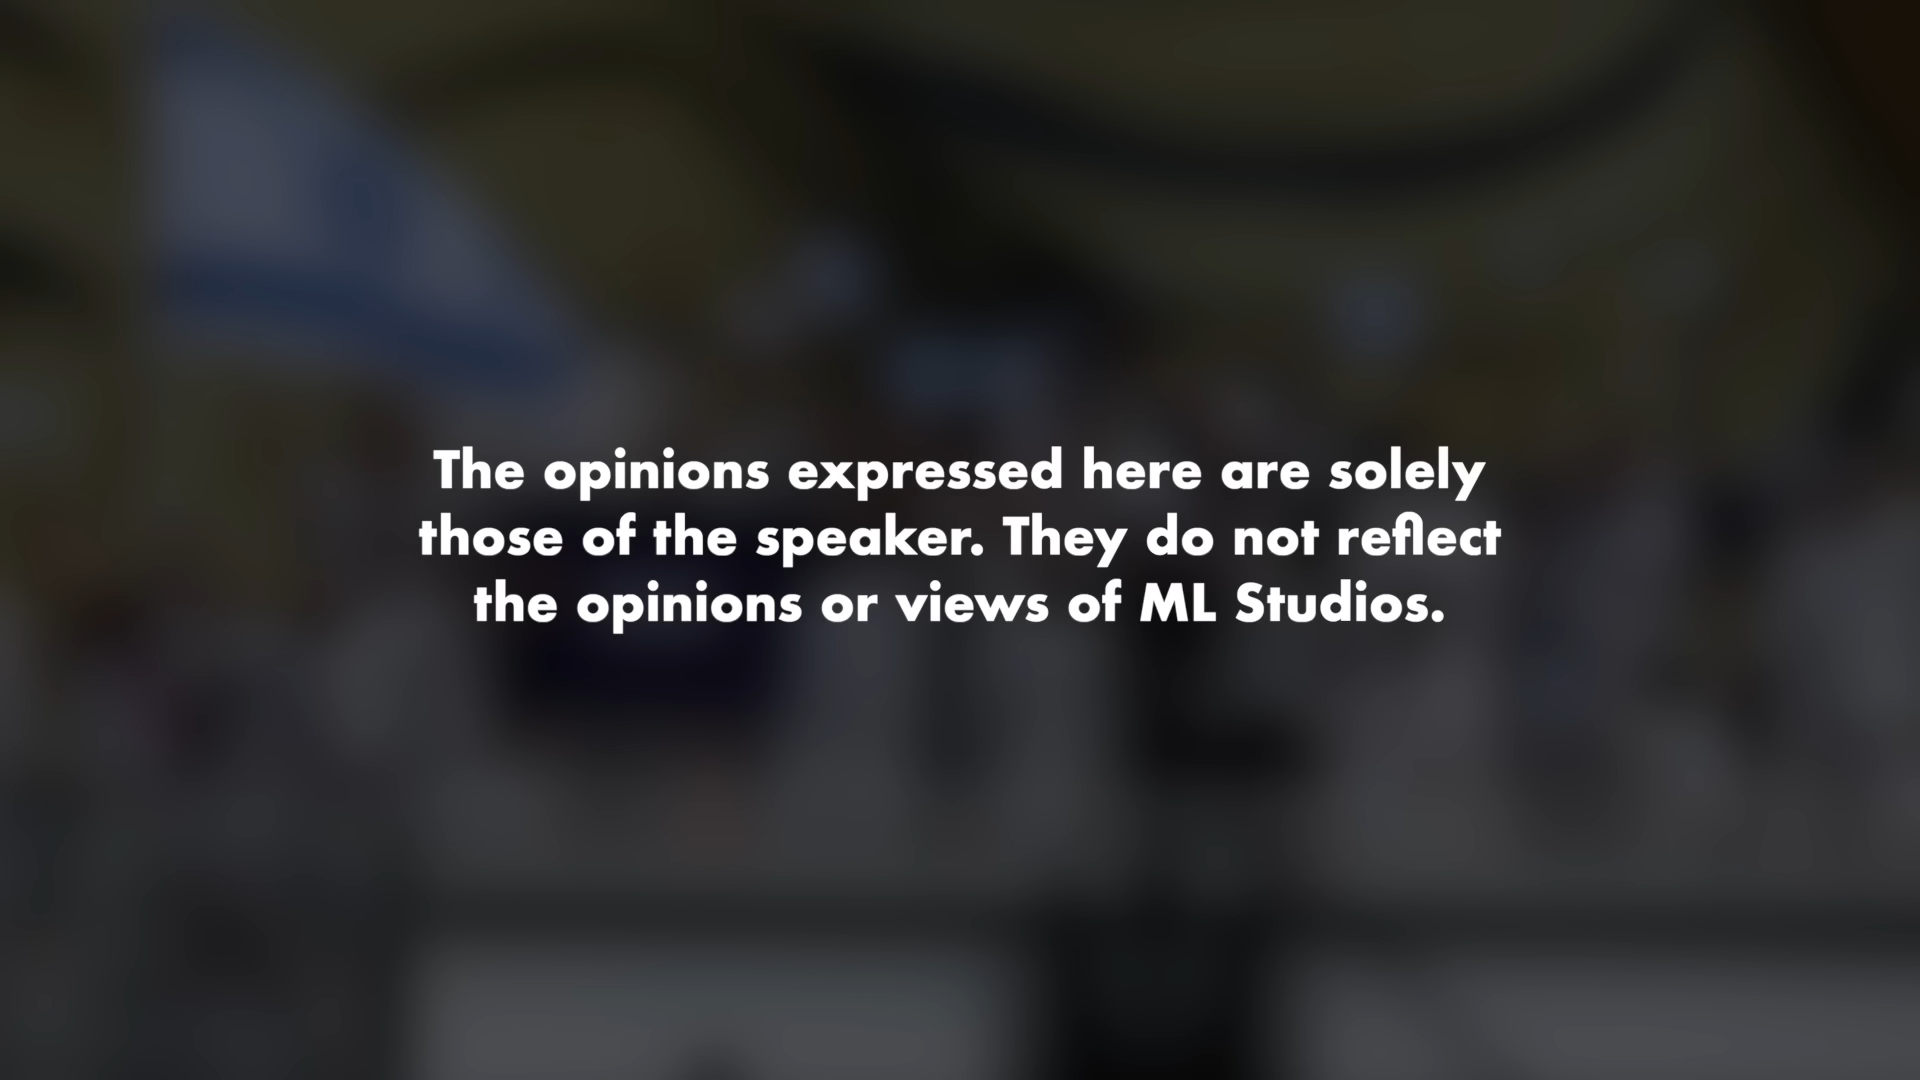 The opinions expressed here are solely
those of the speaker. They do not reflect
the opinions or views of ML Studios.